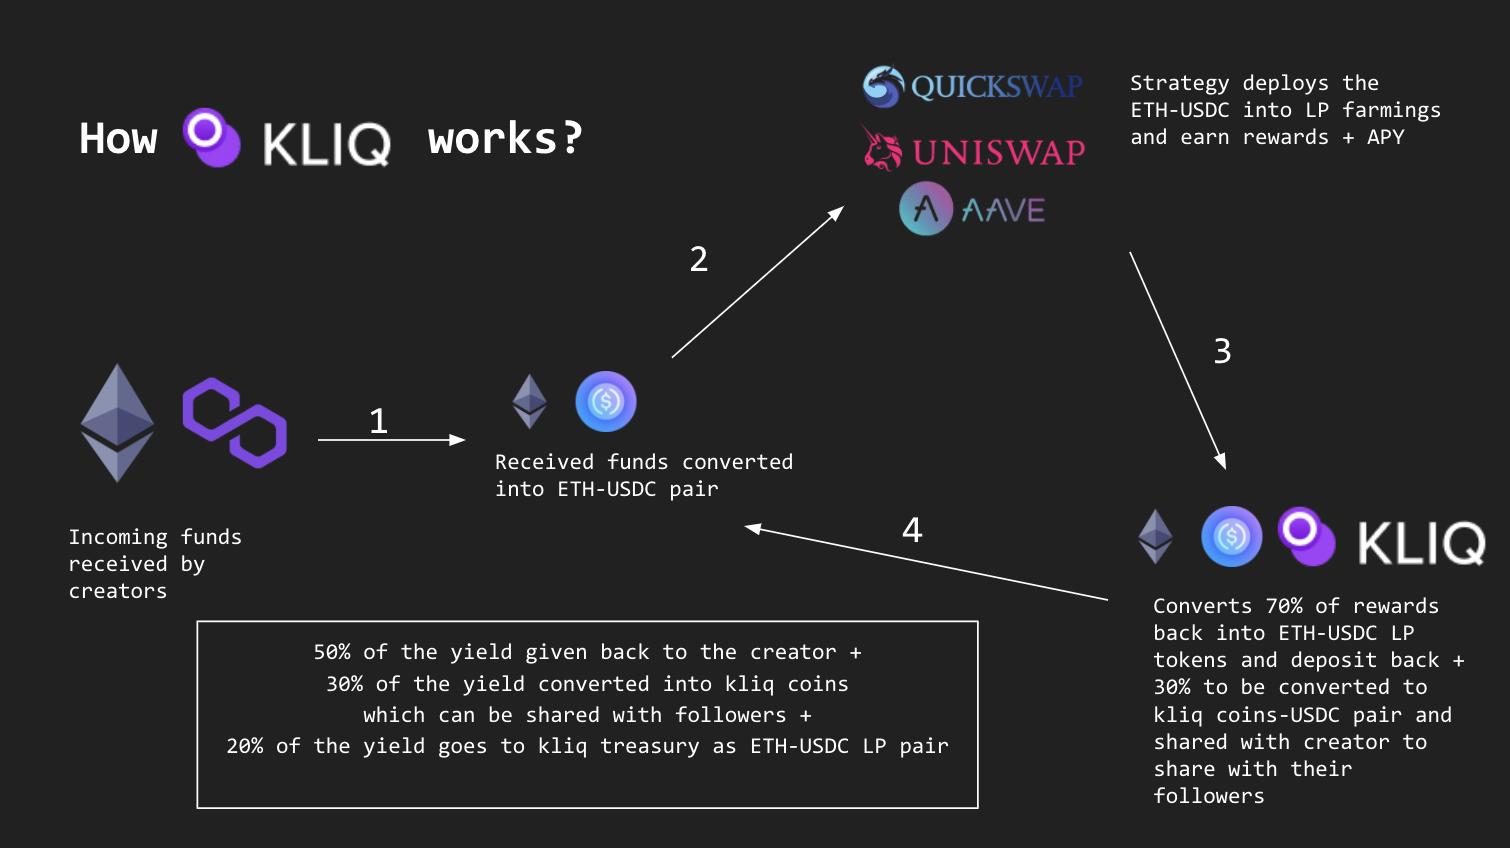 How KLIQ works?
QUICKSWAP
UNISWAP
AAVE
Strategy deploys the
ETH-USDC into LP farmings
and earn rewards + APY
2
3
1
Received funds converted
into ETH-USDC pair
4
Incoming funds
received by
creators
KLIQ
Converts 70% of rewards
back into ETH-USDC LP
tokens and deposit back +
30% to be converted to
kliq coins-USDC pair and
shared with creator to
share with their
followers
50% of the yield given back to the creator +
30% of the yield converted into kliq coins
which can be shared with followers +
20% of the yield goes to kliq treasury as ETH-USDC LP pair